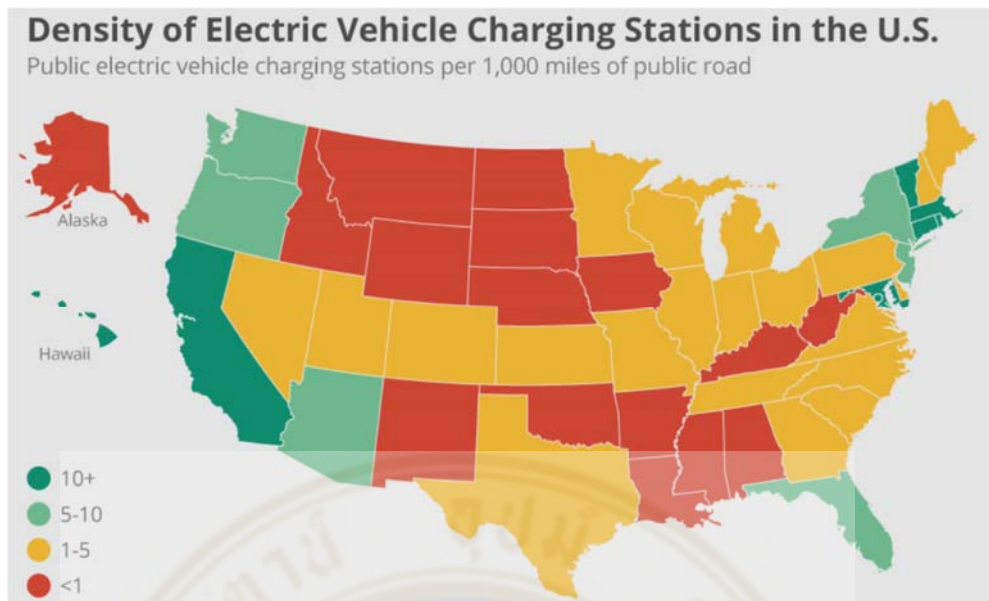 Density of Electric Vehicle Charging Stations in the U.S.
Public electric vehicle charging stations per 1,000 miles of public road
Alaska
Hawaii
10+
5-10
1-5
<1